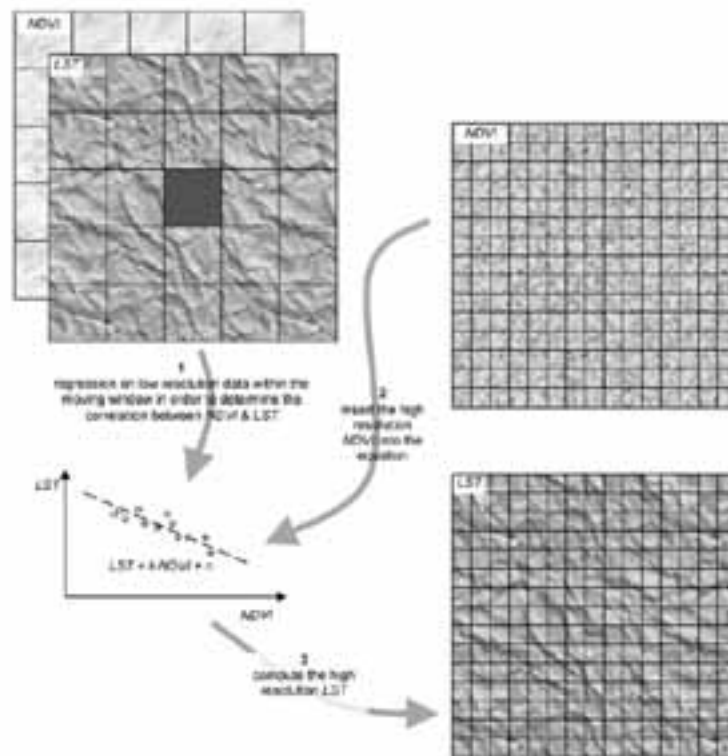 NDVI
LST
NDVI
1
regression on low resolution data within the
moving window in order to determine the
correlation between NDVI & LST
2
insert the high
resolution
NDVI into the
equation
LST
LST
LST = k·NDVI + n
NDVI
3
compute the high
resolution LST